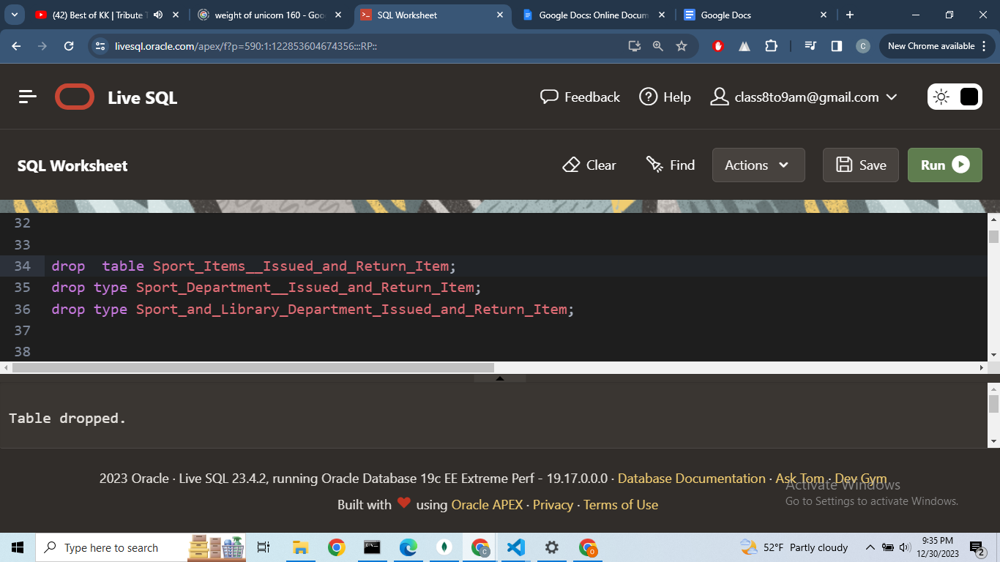 (42) Best of KK | Tribute T
weight of unicorn 160 - Goo
SQL Worksheet
Google Docs: Online Docum
Google Docs
livesql.oracle.com/apex/f?p=590:1:122853604674356:::RP::
C
New Chrome available
Live SQL
Feedback
Help
class8to9am@gmail.com
SQL Worksheet
Clear
Find
Actions
Save
Run
32
33
34 drop  table Sport_Items__Issued_and_Return_Item;
35 drop type Sport_Department__Issued_and_Return_Item;
36 drop type Sport_and_Library_Department_Issued_and_Return_Item;
37
38
Table dropped.
2023 Oracle · Live SQL 23.4.2, running Oracle Database 19c EE Extreme Perf - 19.17.0.0.0 · Database Documentation · Ask Tom · Dev Gym
Built with ❤ using Oracle APEX · Privacy · Terms of Use
Activate Windows
Go to Settings to activate Windows.
Type here to search
52°F Partly cloudy
9:35 PM
12/30/2023
2